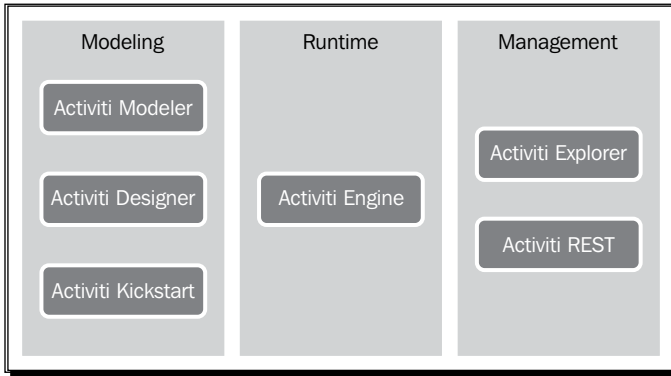 Modeling
Activiti Modeler
Activiti Designer
Activiti Kickstart
Runtime
Activiti Engine
Management
Activiti Explorer
Activiti REST